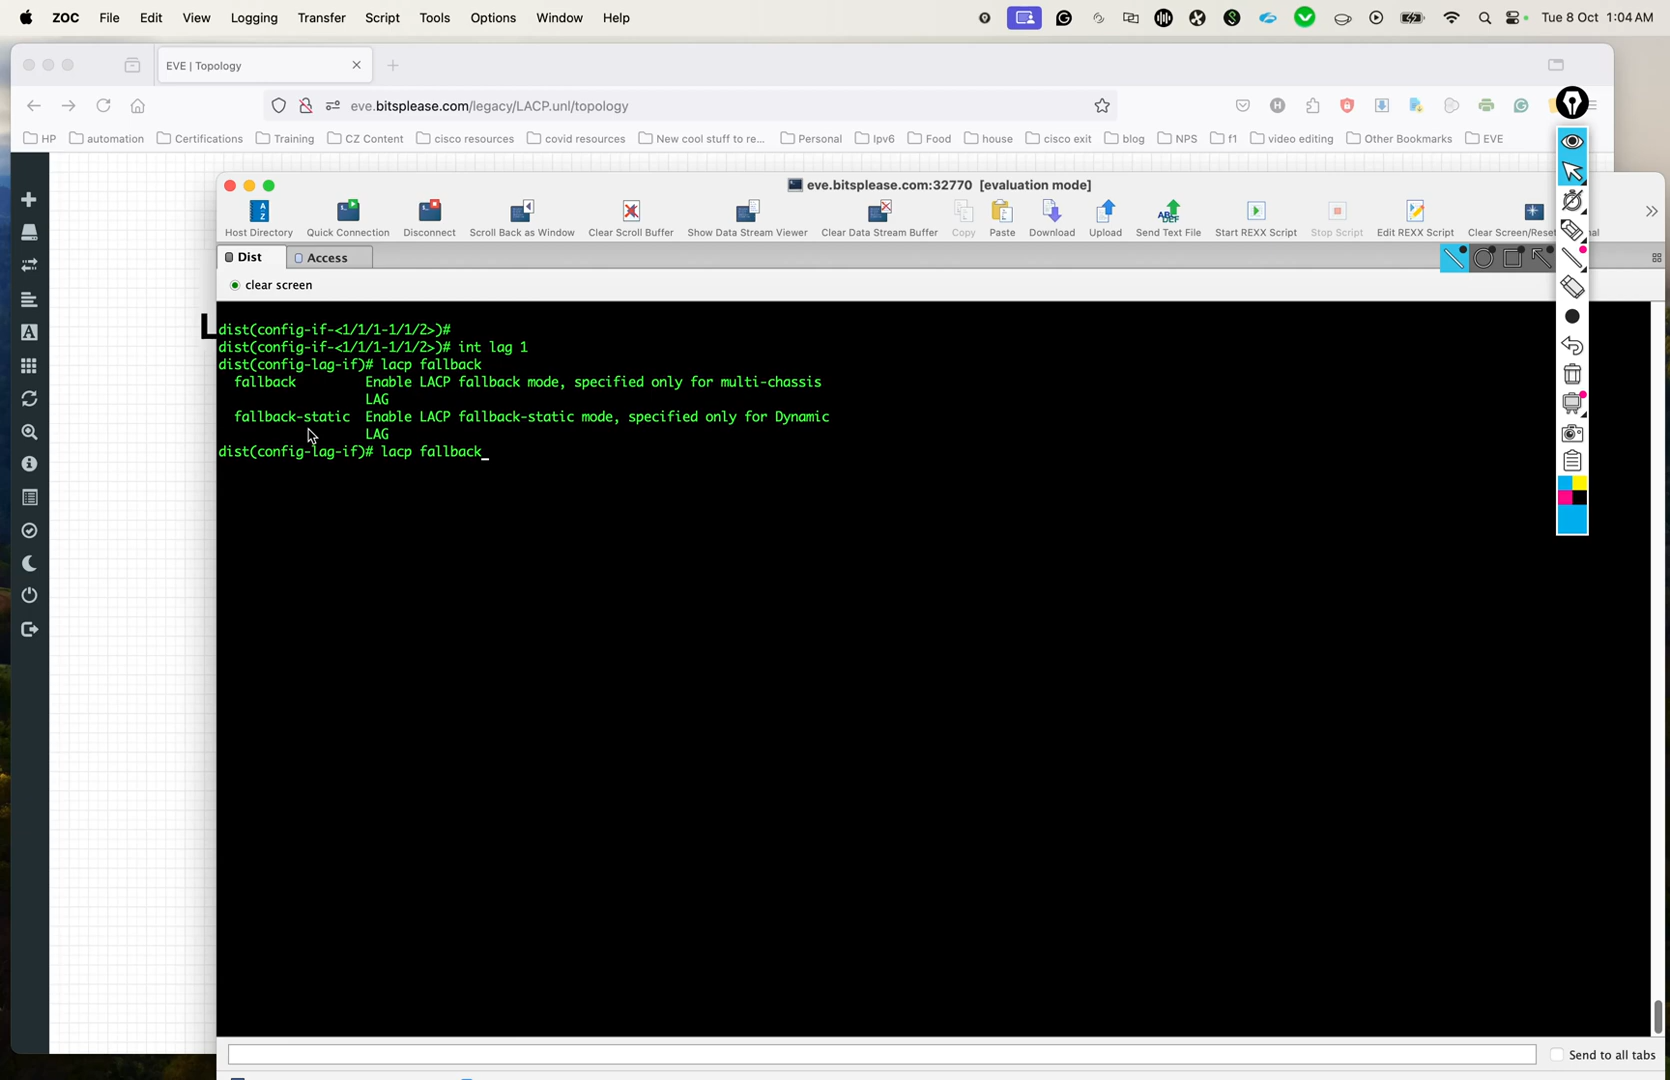 ZOC File Edit View Logging Transfer Script Tools Options Window Help Tue 8 Oct 1:04 AM
EVE | Topology
eve.bitsplease.com/legacy/LACP.unl/topology
HP automation Certifications Training CZ Content cisco resources covid resources New cool stuff to re... Personal Ipv6 Food house cisco exit blog NPS f1 video editing Other Bookmarks EVE
eve.bitsplease.com:32770 [evaluation mode]
Host Directory Quick Connection Disconnect Scroll Back as Window Clear Scroll Buffer Show Data Stream Viewer Clear Data Stream Buffer Copy Paste Download Upload Send Text File Start REXX Script Stop Script Edit REXX Script Clear Screen/Reset
Dist Access
clear screen
L
dist(config-if-<1/1/1-1/1/2>)#
dist(config-if-<1/1/1-1/1/2>)# int lag 1
dist(config-lag-if)# lacp fallback
fallback Enable LACP fallback mode, specified only for multi-chassis
LAG
fallback-static Enable LACP fallback-static mode, specified only for Dynamic
LAG
dist(config-lag-if)# lacp fallback_
Send to all tabs